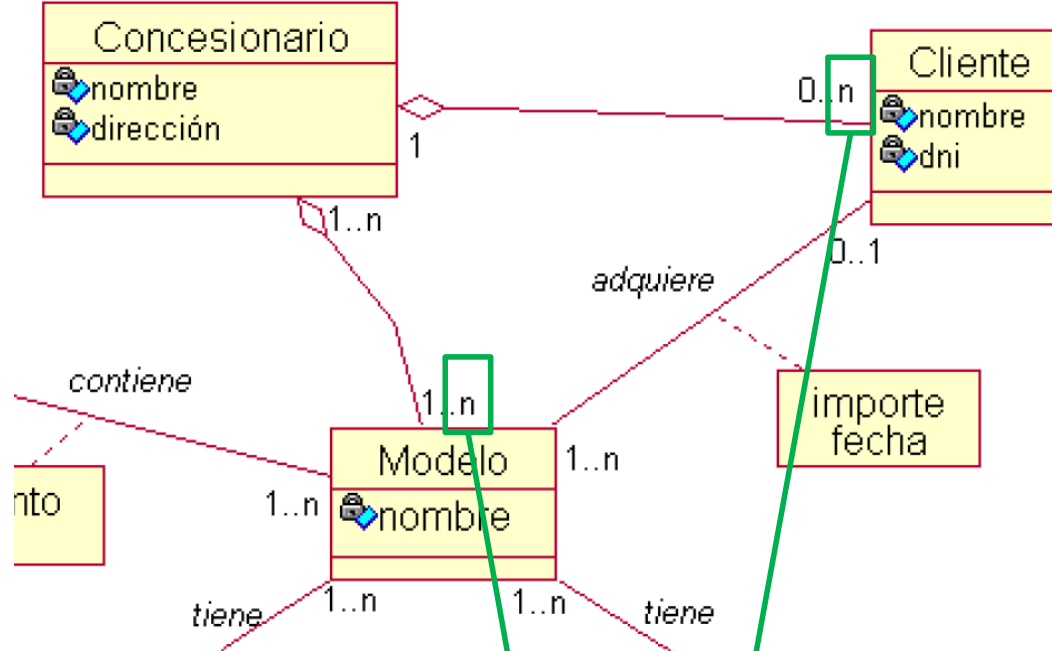 Concesionario
nombre
dirección
1
0..n
Cliente
nombre
dni
1..n
0..1
adquiere
importe
fecha
contiene
1..n
nto
1..n
Modelo
nombre
1..n
tiene
1..n
1..n
tiene